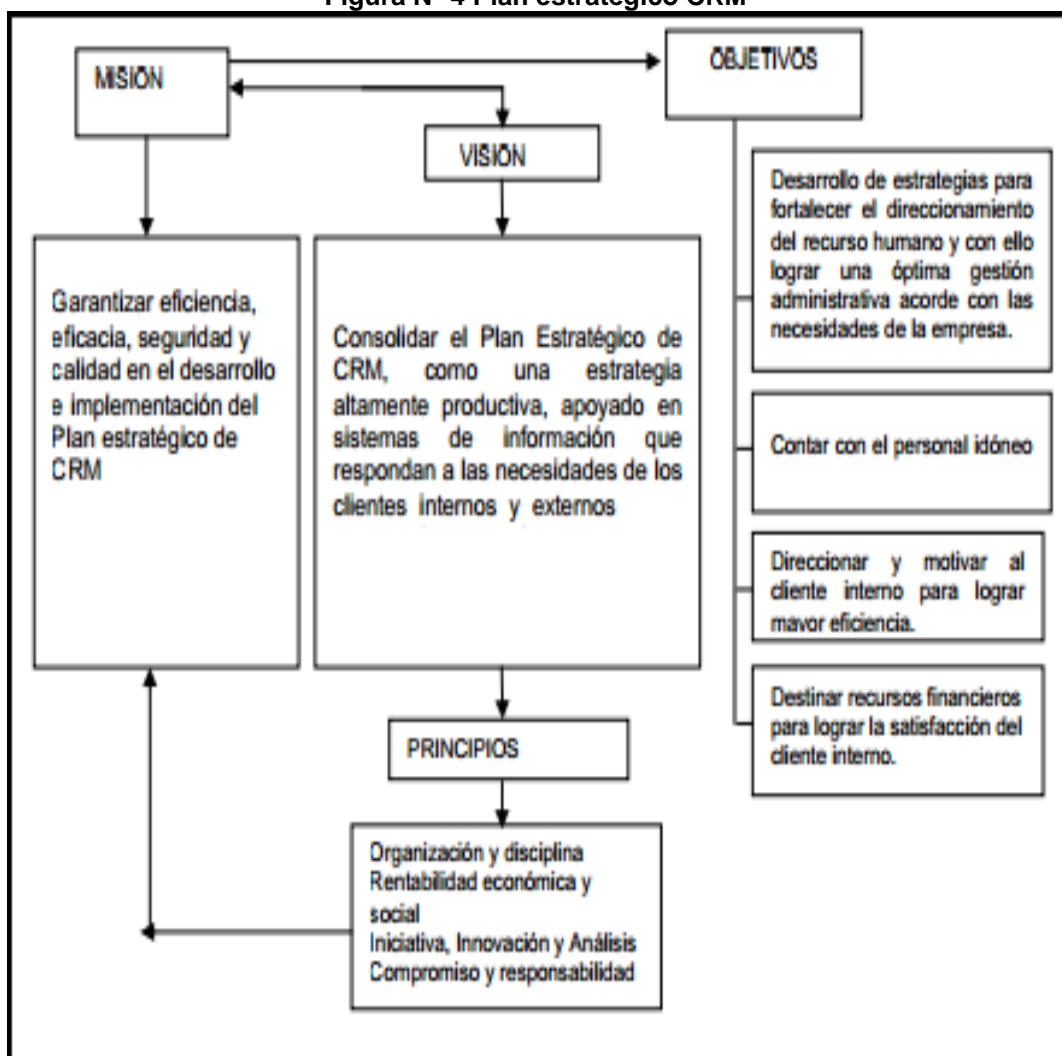 Figura N° 4 Plan estratégico CRM
MISIÓN
OBJETIVOS
VISIÓN
Garantizar eficiencia,
eficacia, seguridad y
calidad en el desarrollo
e implementación del
Plan estratégico de
CRM
Consolidar el Plan Estratégico de
CRM, como una estrategia
altamente productiva, apoyado en
sistemas de información que
respondan a las necesidades de los
clientes internos y externos
Desarrollo de estrategias para
fortalecer el direccionamiento
del recurso humano y con ello
lograr una óptima gestión
administrativa acorde con las
necesidades de la empresa.
Contar con el personal idóneo
Direccionar y motivar al
cliente interno para lograr
mayor eficiencia.
Destinar recursos financieros
para lograr la satisfacción del
cliente interno.
PRINCIPIOS
Organización y disciplina
Rentabilidad económica y
social
Iniciativa, Innovación y Análisis
Compromiso y responsabilidad